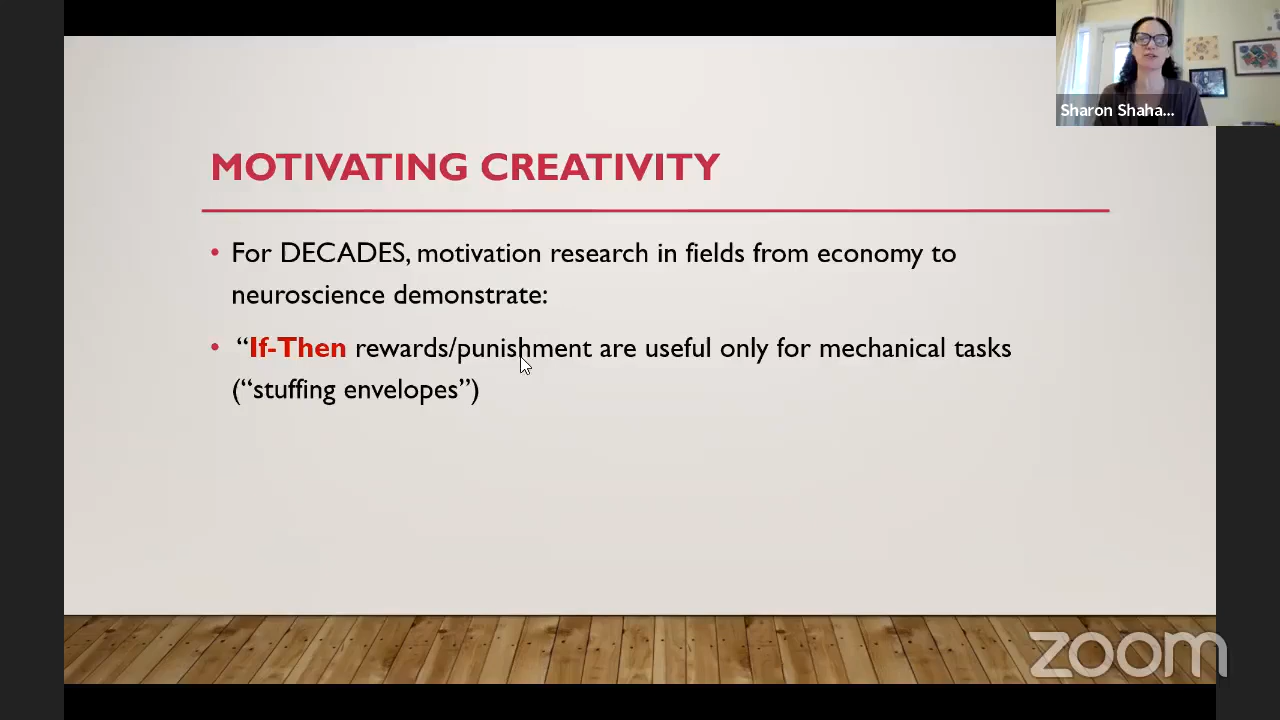 Sharon Shaha...
MOTIVATING CREATIVITY
• For DECADES, motivation research in fields from economy to
neuroscience demonstrate:
• “If-Then rewards/punishment are useful only for mechanical tasks
(“stuffing envelopes”)
zoom